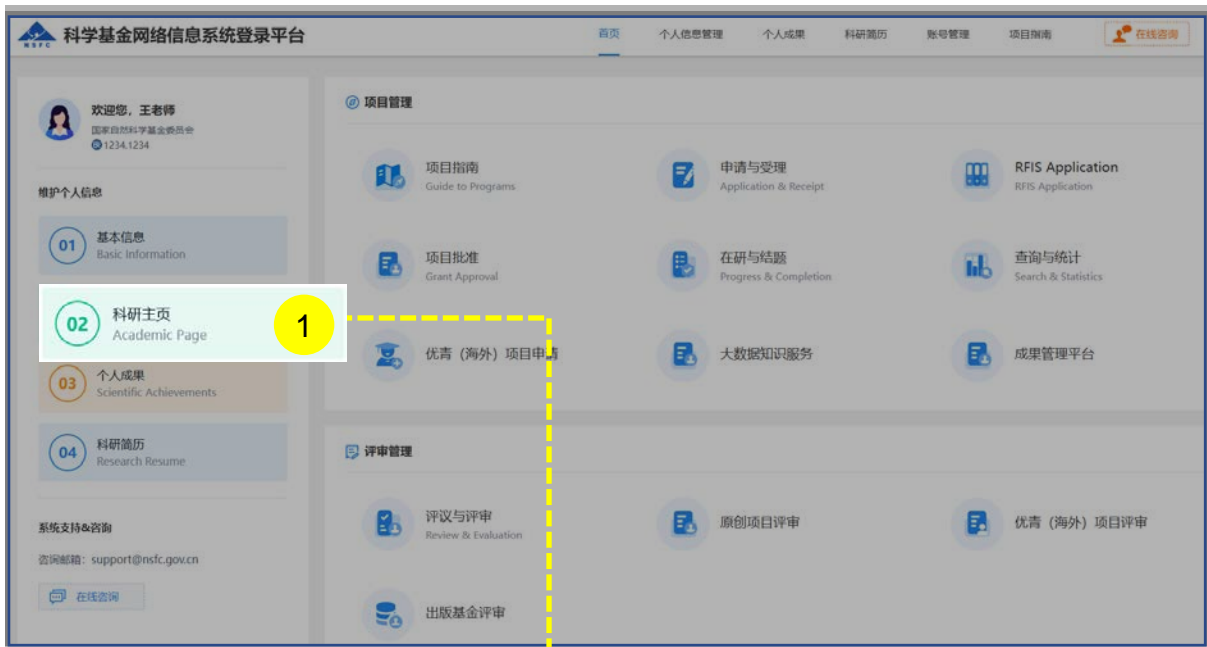 NSFC
科学基金网络信息系统登录平台
首页
个人信息管理
个人成果
科研简历
账号管理
项目指南
在线咨询
欢迎您，王老师
国家自然科学基金委员会
1234.1234
维护个人信息
01
基本信息
Basic Information
02
科研主页
Academic Page
1
03
个人成果
Scientific Achievements
04
科研简历
Research Resume
系统支持&咨询
咨询邮箱：support@nsfc.gov.cn
在线咨询
项目管理
项目指南
Guide to Programs
申请与受理
Application & Receipt
RFIS Application
RFIS Application
项目批准
Grant Approval
在研与结题
Progress & Completion
查询与统计
Search & Statistics
优青（海外）项目申请
大数据知识服务
成果管理平台
评审管理
评议与评审
Review & Evaluation
原创项目评审
优青（海外）项目评审
出版基金评审